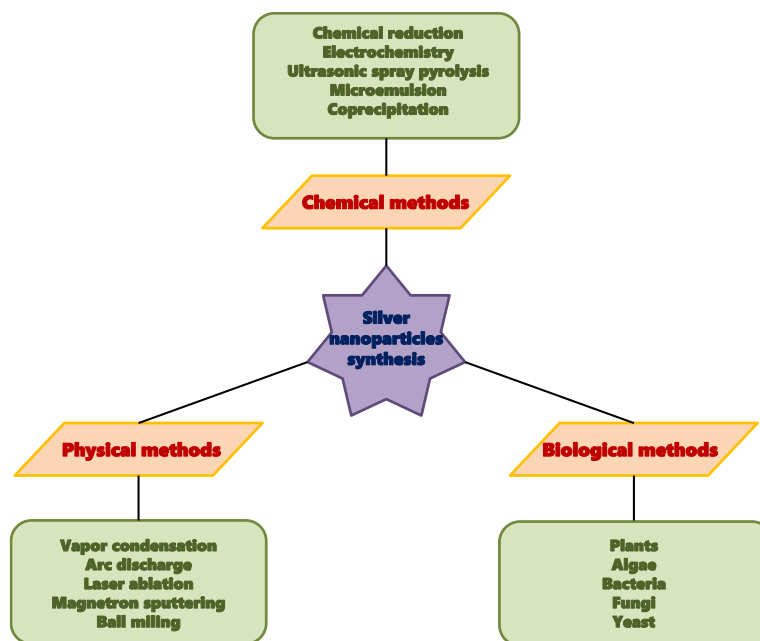 Chemical reduction
Electrochemistry
Ultrasonic spray pyrolysis
Microemulsion
Coprecipitation
Chemical methods
Silver
nanoparticles
synthesis
Physical methods
Biological methods
Vapor condensation
Arc discharge
Laser ablation
Magnetron sputtering
Ball miling
Plants
Algae
Bacteria
Fungi
Yeast